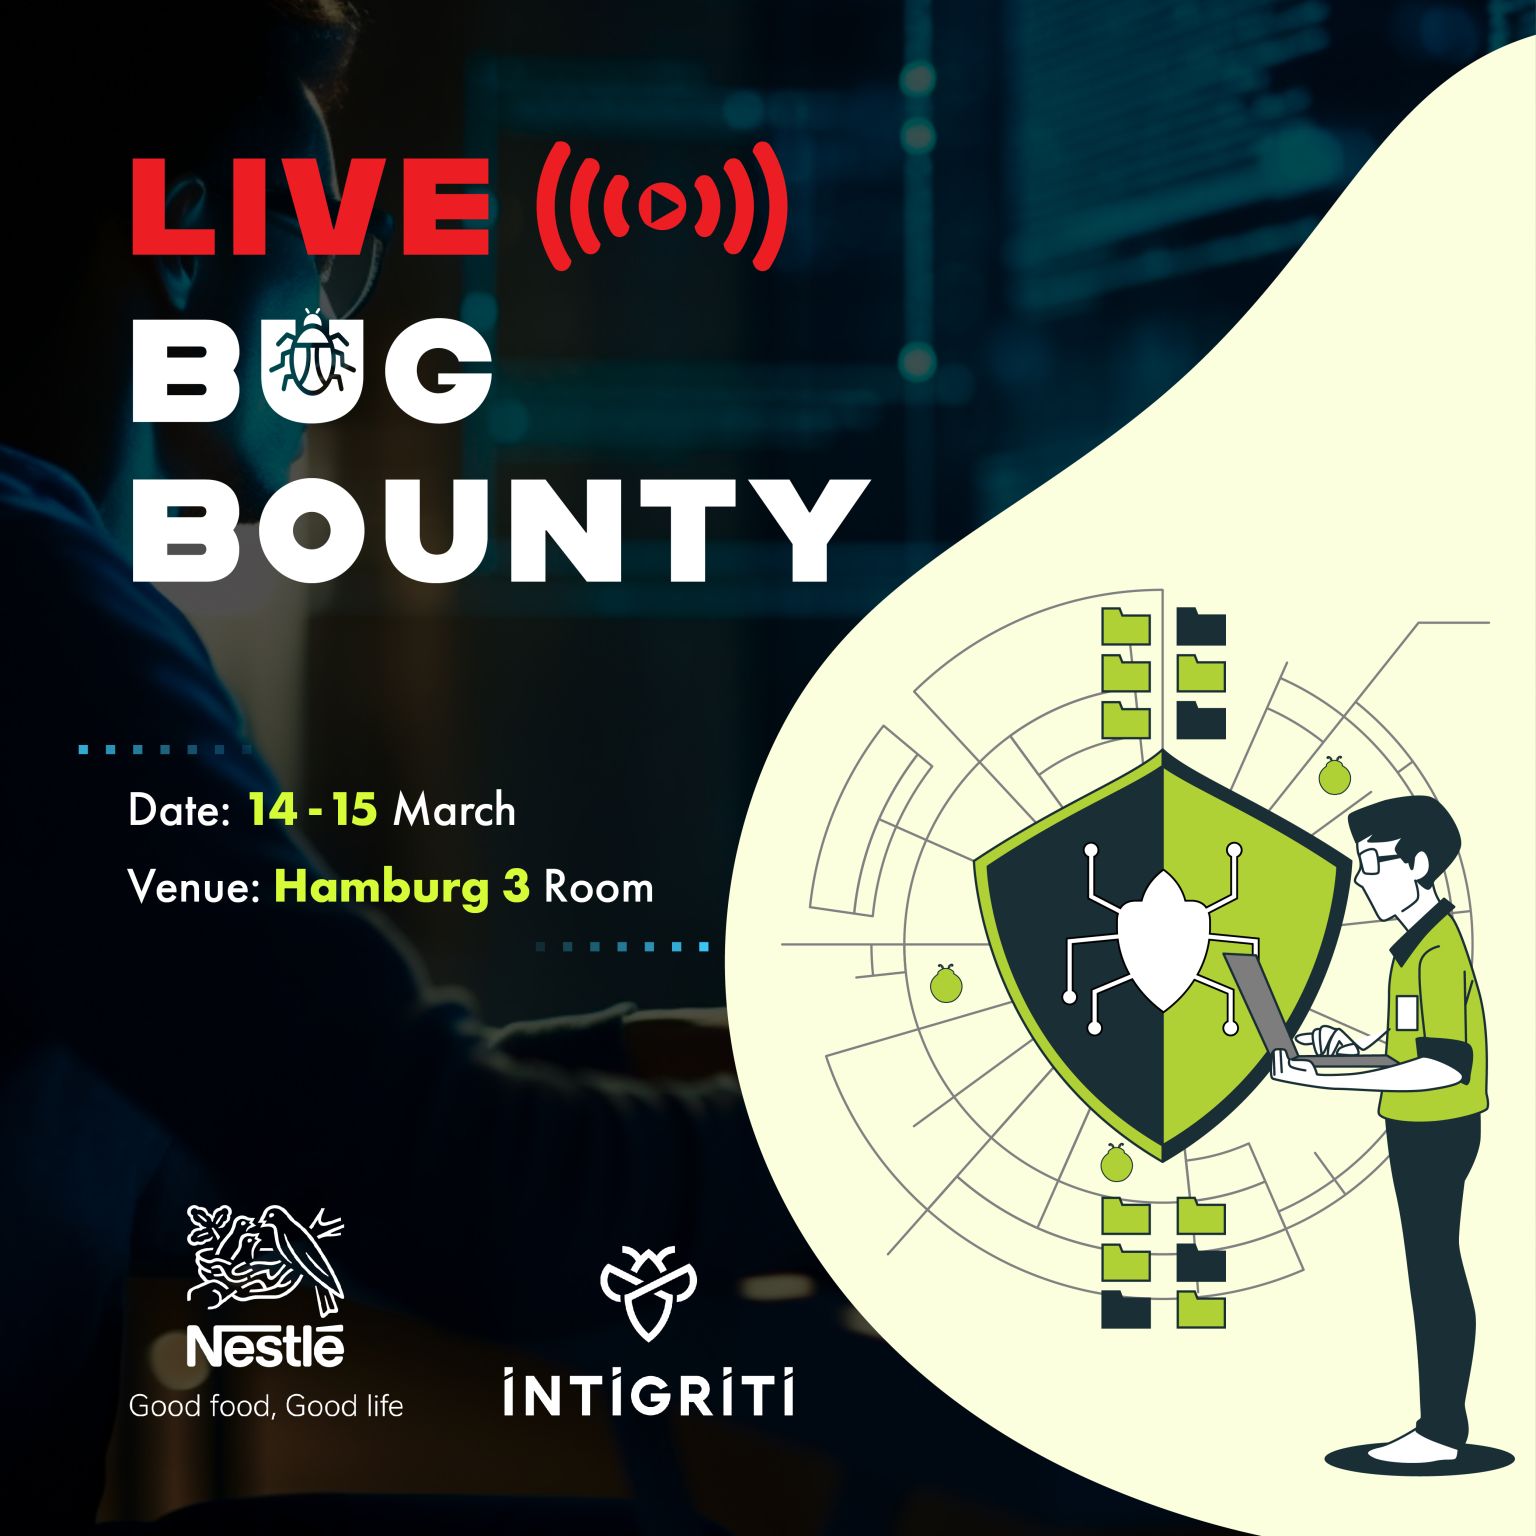 LIVE
BUG
BOUNTY
Date: 14 - 15 March
Venue: Hamburg 3 Room
Nestlé
Good food, Good life
iNTiGRiTi